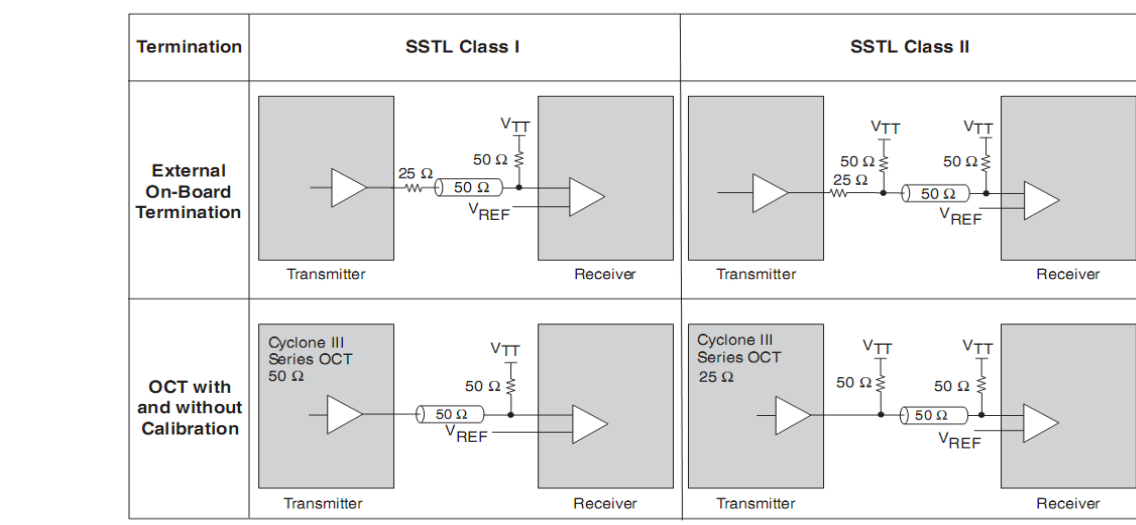 Termination
SSTL Class I
SSTL Class II
External
On-Board
Termination
VTT
50 Ω
25 Ω
50 Ω
VREF
Transmitter
Receiver
VTT
VTT
50 Ω
50 Ω
25 Ω
50 Ω
VREF
Transmitter
Receiver
OCT with
and without
Calibration
Cyclone III
Series OCT
50 Ω
VTT
50 Ω
50 Ω
VREF
Transmitter
Receiver
Cyclone III
Series OCT
25 Ω
VTT
VTT
50 Ω
50 Ω
50 Ω
VREF
Transmitter
Receiver